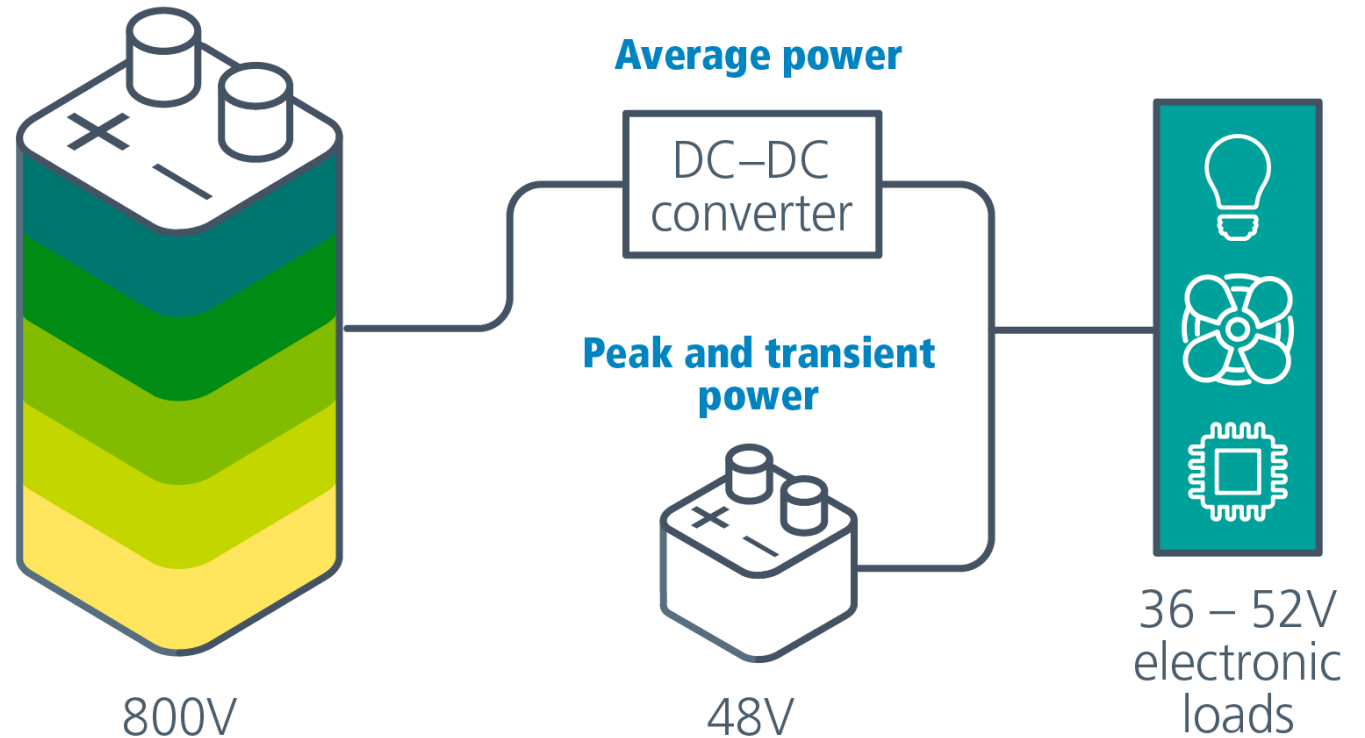 Average power
DC–DC
converter
Peak and transient
power
+
–
+
–
800V
48V
36 – 52V
electronic
loads